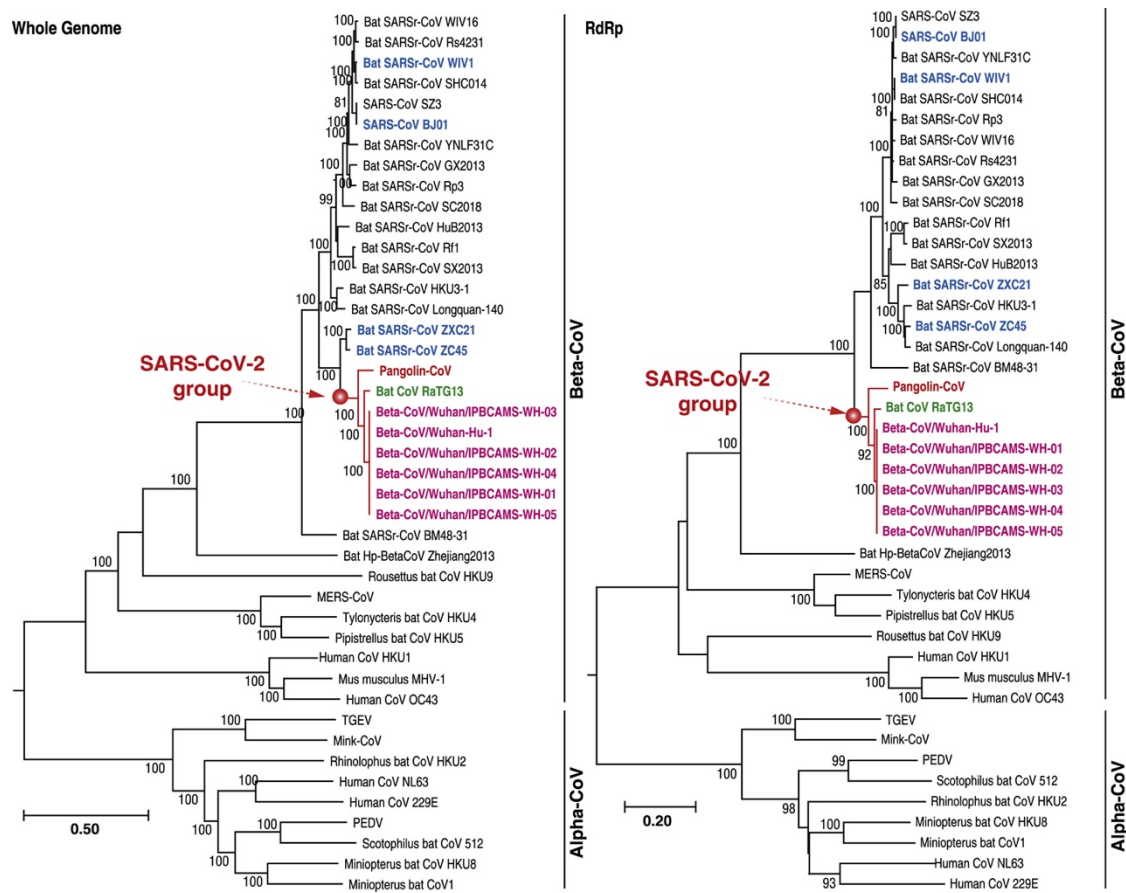 Whole Genome
100
Bat SARSr-CoV WIV16
Bat SARSr-CoV Rs4231
100
Bat SARSr-CoV WIV1
100
Bat SARSr-CoV SHC014
81
SARS-CoV SZ3
100
SARS-CoV BJ01
100
Bat SARSr-CoV YNLF31C
100
Bat SARSr-CoV GX2013
100
Bat SARSr-CoV Rp3
99
Bat SARSr-CoV SC2018
Bat SARSr-CoV HuB2013
100
Bat SARSr-CoV Rf1
100
Bat SARSr-CoV SX2013
100
Bat SARSr-CoV HKU3-1
100
Bat SARSr-CoV Longquan-140
100
Bat SARSr-CoV ZXC21
Bat SARSr-CoV ZC45
100
SARS-CoV-2
group
Pangolin-CoV
Bat CoV RaTG13
100
Beta-CoV/Wuhan/IPBCAMS-WH-03
100
Beta-CoV/Wuhan-Hu-1
100
Beta-CoV/Wuhan/IPBCAMS-WH-02
100
Beta-CoV/Wuhan/IPBCAMS-WH-04
Beta-CoV/Wuhan/IPBCAMS-WH-01
100
Beta-CoV/Wuhan/IPBCAMS-WH-05
Bat SARSr-CoV BM48-31
Bat Hp-BetaCoV Zhejiang2013
Rousettus bat CoV HKU9
100
MERS-CoV
100
Tylonycteris bat CoV HKU4
100
Pipistrellus bat CoV HKU5
Human CoV HKU1
100
Mus musculus MHV-1
100
Human CoV OC43
100
TGEV
Mink-CoV
100
Rhinolophus bat CoV HKU2
100
Human CoV NL63
100
Human CoV 229E
100
PEDV
100
Scotophilus bat CoV 512
100
Miniopterus bat CoV HKU8
100
Miniopterus bat CoV1
0.50
Beta-CoV
Alpha-CoV
RdRp
100
SARS-CoV SZ3
100
SARS-CoV BJ01
Bat SARSr-CoV YNLF31C
Bat SARSr-CoV WIV1
100
Bat SARSr-CoV SHC014
81
Bat SARSr-CoV Rp3
Bat SARSr-CoV WIV16
100
Bat SARSr-CoV Rs4231
Bat SARSr-CoV GX2013
Bat SARSr-CoV SC2018
100
100
Bat SARSr-CoV Rf1
Bat SARSr-CoV SX2013
Bat SARSr-CoV HuB2013
85
Bat SARSr-CoV ZXC21
100
Bat SARSr-CoV HKU3-1
100
Bat SARSr-CoV ZC45
100
Bat SARSr-CoV Longquan-140
Bat SARSr-CoV BM48-31
SARS-CoV-2
group
Pangolin-CoV
Bat CoV RaTG13
100
Beta-CoV/Wuhan-Hu-1
92
Beta-CoV/Wuhan/IPBCAMS-WH-01
Beta-CoV/Wuhan/IPBCAMS-WH-02
100
Beta-CoV/Wuhan/IPBCAMS-WH-03
Beta-CoV/Wuhan/IPBCAMS-WH-04
Beta-CoV/Wuhan/IPBCAMS-WH-05
Bat Hp-BetaCoV Zhejiang2013
MERS-CoV
100
Tylonycteris bat CoV HKU4
Pipistrellus bat CoV HKU5
Rousettus bat CoV HKU9
Human CoV HKU1
100
Mus musculus MHV-1
100
Human CoV OC43
100
TGEV
Mink-CoV
100
99
PEDV
Scotophilus bat CoV 512
98
Rhinolophus bat CoV HKU2
100
Miniopterus bat CoV HKU8
Miniopterus bat CoV1
Human CoV NL63
93
Human CoV 229E
0.20
Beta-CoV
Alpha-CoV